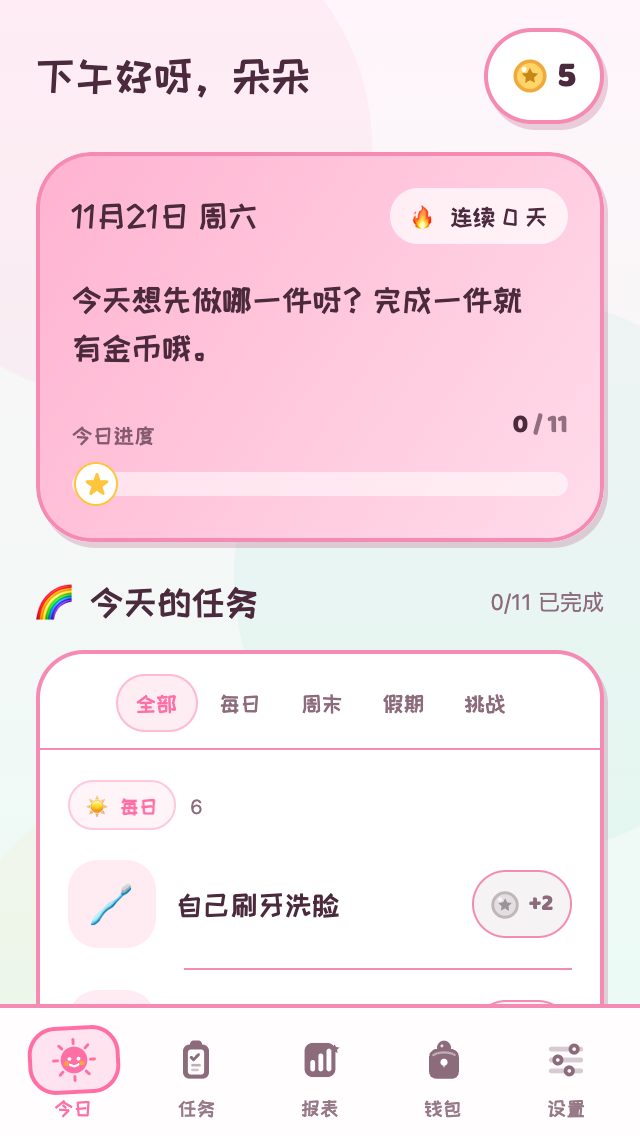 下午好呀，朵朵
5
11月21日 周六
连续 0 天
今天想先做哪一件呀？完成一件就
有金币哦。
今日进度
0 / 11
今天的任务
0/11 已完成
全部 每日 周末 假期 挑战
每日 6
自己刷牙洗脸
+2
今日 任务 报表 钱包 设置